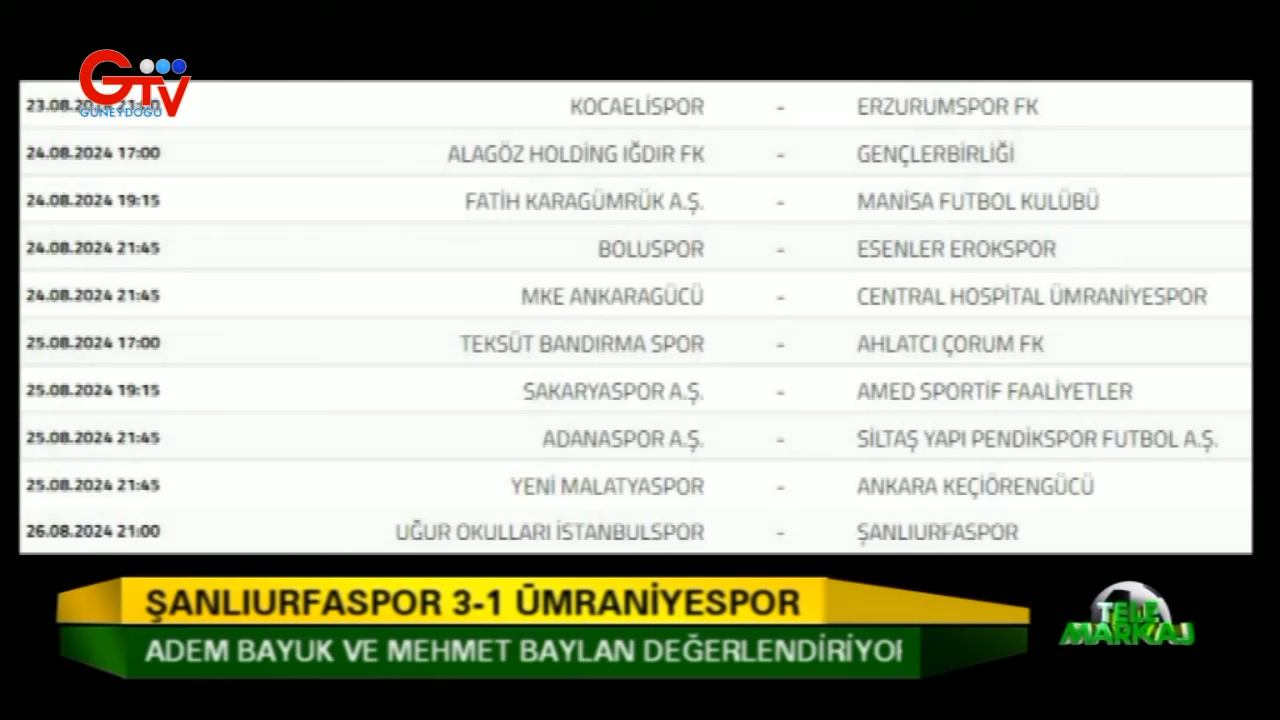 GTV
GÜNEYDOĞU
23.08.2024 21:00 KOCAELİSPOR - ERZURUMSPOR FK
24.08.2024 17:00 ALAGÖZ HOLDİNG IĞDIR FK - GENÇLERBİRLİĞİ
24.08.2024 19:15 FATİH KARAGÜMRÜK A.Ş. - MANİSA FUTBOL KULÜBÜ
24.08.2024 21:45 BOLUSPOR - ESENLER EROKSPOR
24.08.2024 21:45 MKE ANKARAGÜCÜ - CENTRAL HOSPİTAL ÜMRANİYESPOR
25.08.2024 17:00 TEKSÜT BANDIRMA SPOR - AHLATCI ÇORUM FK
25.08.2024 19:15 SAKARYASPOR A.Ş. - AMED SPORTİF FAALİYETLER
25.08.2024 21:45 ADANASPOR A.Ş. - SİLTAŞ YAPI PENDİKSPOR FUTBOL A.Ş.
25.08.2024 21:45 YENİ MALATYASPOR - ANKARA KEÇİÖRENGÜCÜ
26.08.2024 21:00 UĞUR OKULLARI İSTANBULSPOR - ŞANLIURFASPOR
ŞANLIURFASPOR 3-1 ÜMRANİYESPOR
ADEM BAYUK VE MEHMET BAYLAN DEĞERLENDİRİYOR
TELE
MARKAJ